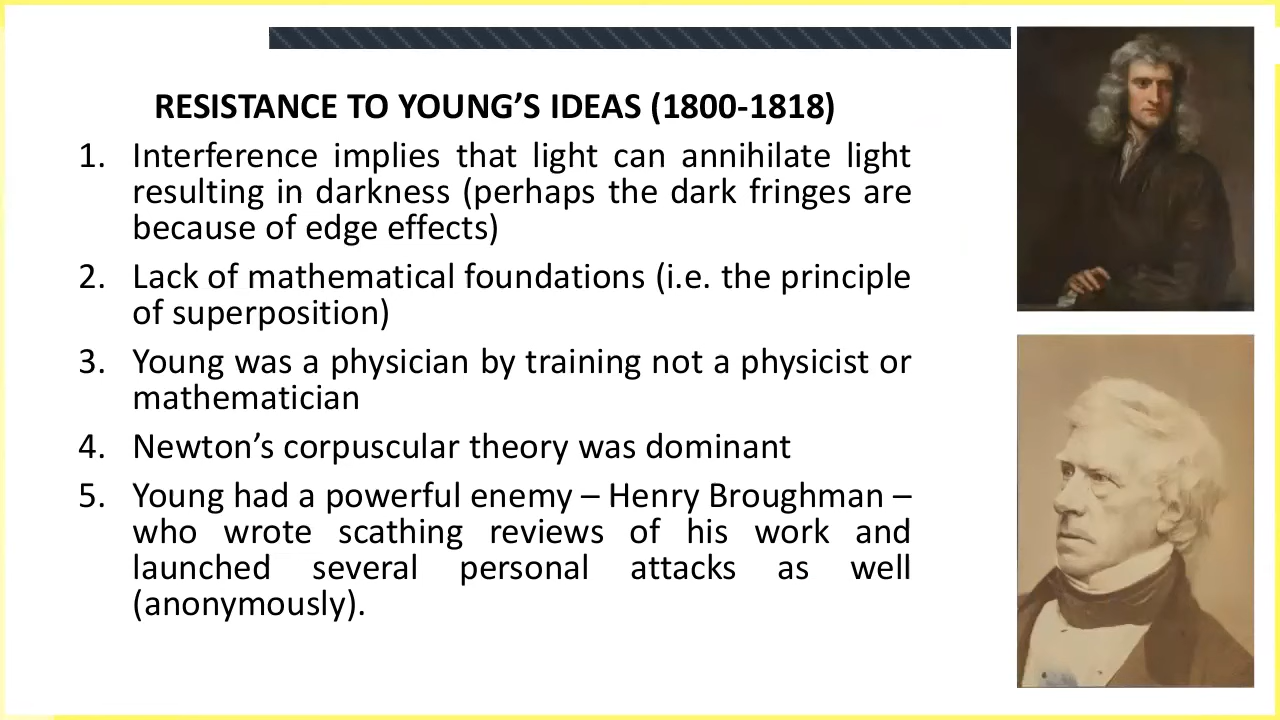 RESISTANCE TO YOUNG’S IDEAS (1800-1818)
1. Interference implies that light can annihilate light
resulting in darkness (perhaps the dark fringes are
because of edge effects)
2. Lack of mathematical foundations (i.e. the principle
of superposition)
3. Young was a physician by training not a physicist or
mathematician
4. Newton’s corpuscular theory was dominant
5. Young had a powerful enemy – Henry Broughman –
who wrote scathing reviews of his work and
launched several personal attacks as well
(anonymously).